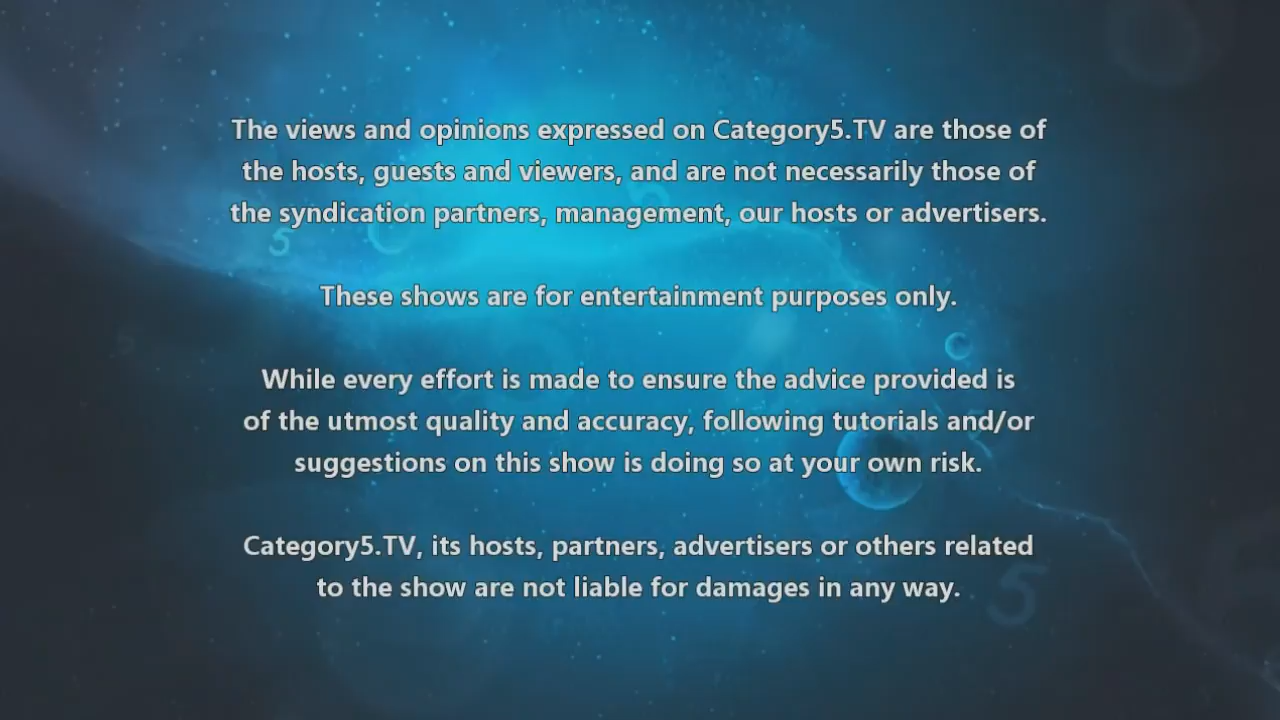 The views and opinions expressed on Category5.TV are those of
the hosts, guests and viewers, and are not necessarily those of
the syndication partners, management, our hosts or advertisers.
These shows are for entertainment purposes only.
While every effort is made to ensure the advice provided is
of the utmost quality and accuracy, following tutorials and/or
suggestions on this show is doing so at your own risk.
Category5.TV, its hosts, partners, advertisers or others related
to the show are not liable for damages in any way.
5
5